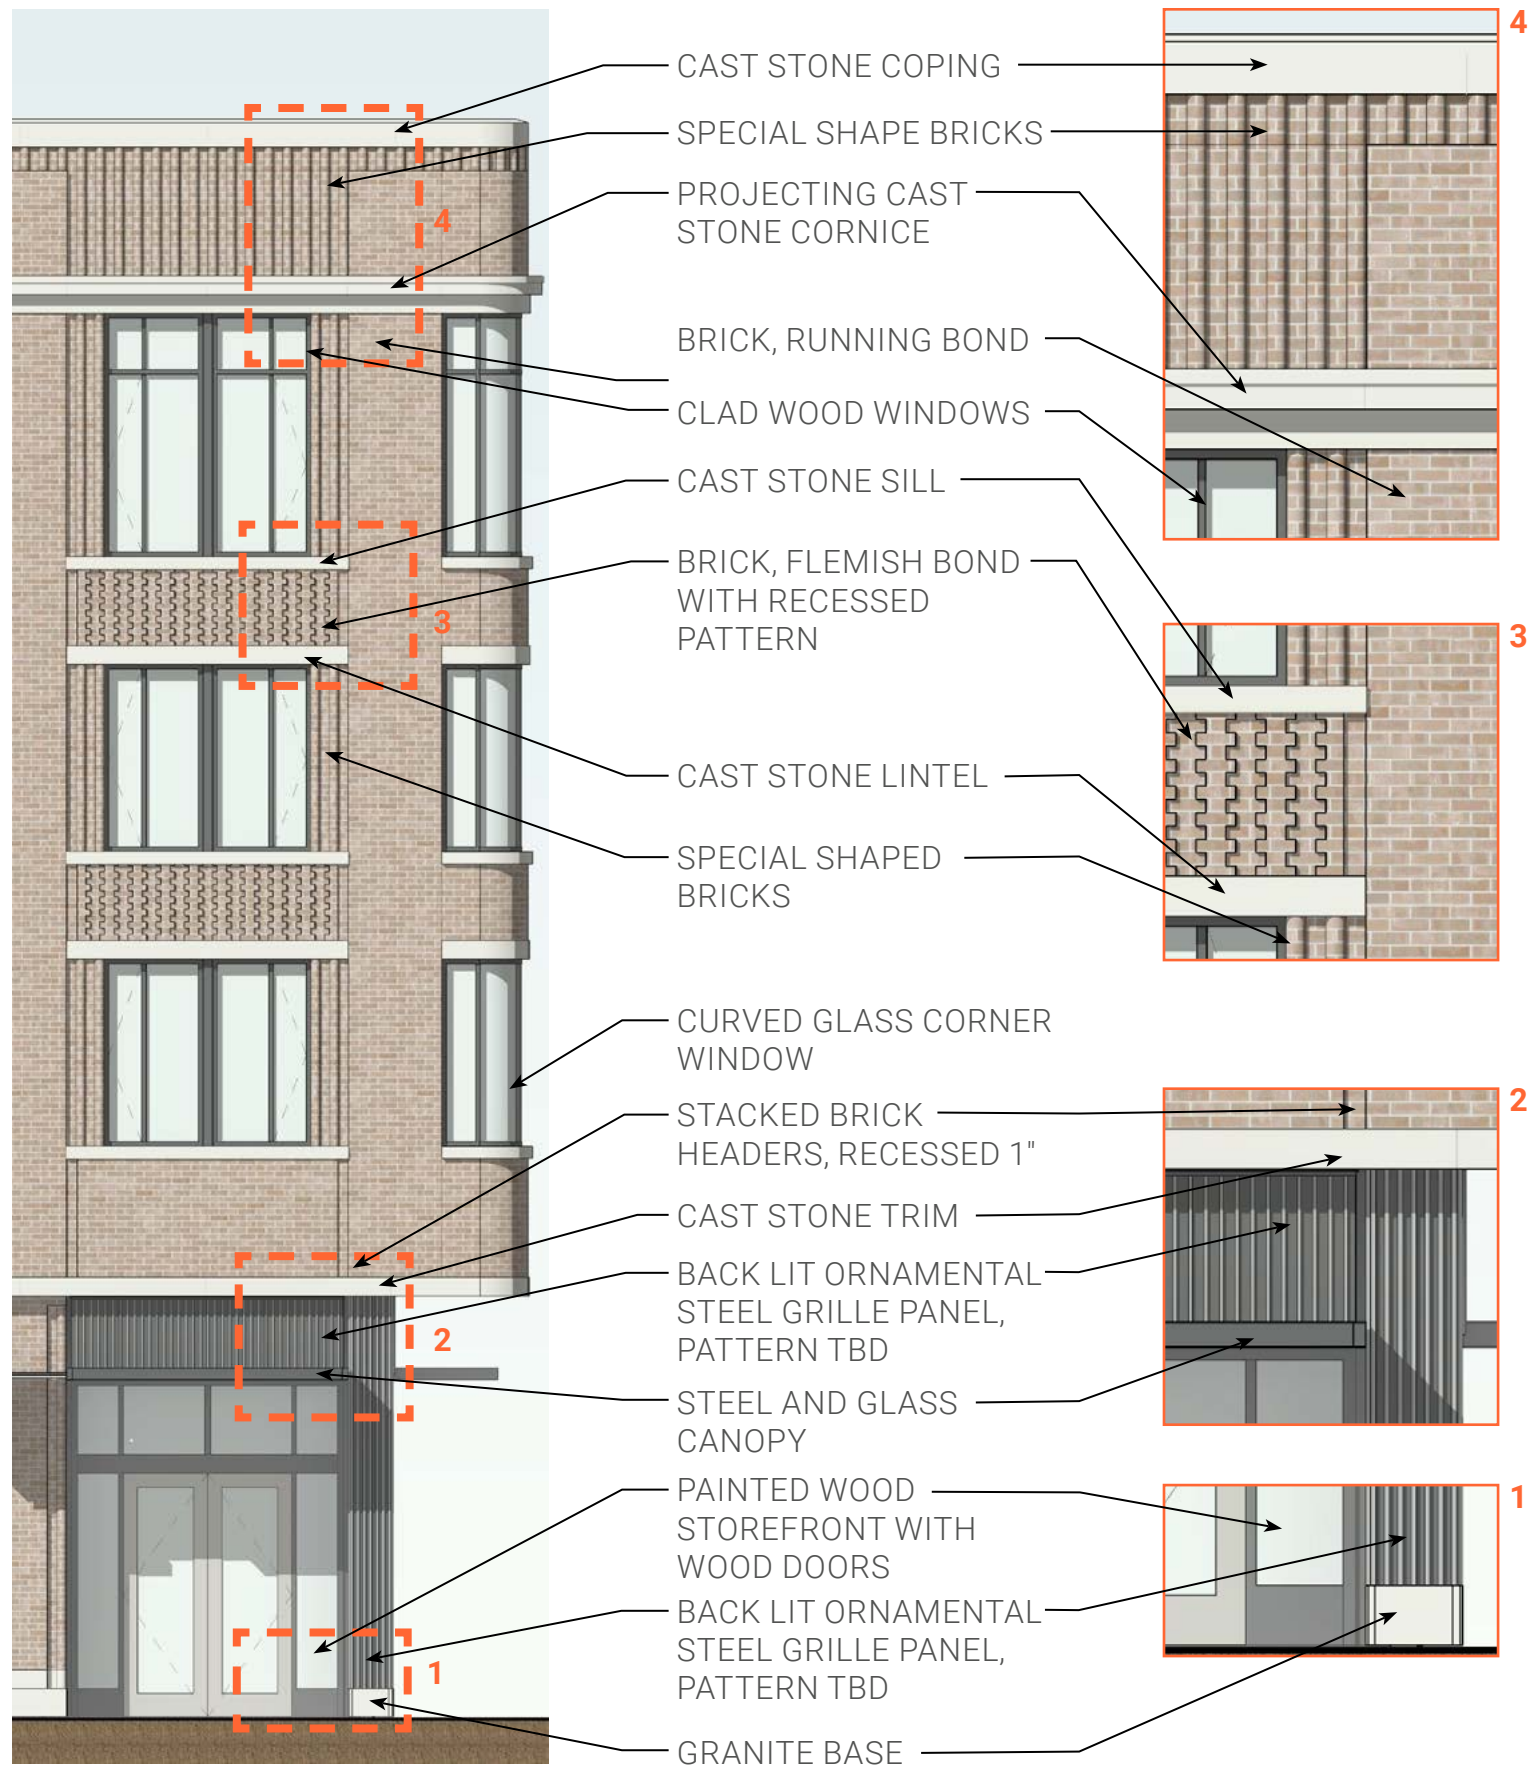 4
CAST STONE COPING
SPECIAL SHAPE BRICKS
PROJECTING CAST
STONE CORNICE
4
BRICK, RUNNING BOND
CLAD WOOD WINDOWS
CAST STONE SILL
BRICK, FLEMISH BOND
WITH RECESSED
PATTERN
3
3
CAST STONE LINTEL
SPECIAL SHAPED
BRICKS
CURVED GLASS CORNER
WINDOW
STACKED BRICK
HEADERS, RECESSED 1"
2
CAST STONE TRIM
BACK LIT ORNAMENTAL
STEEL GRILLE PANEL,
PATTERN TBD
2
STEEL AND GLASS
CANOPY
PAINTED WOOD
STOREFRONT WITH
WOOD DOORS
1
BACK LIT ORNAMENTAL
STEEL GRILLE PANEL,
PATTERN TBD
1
GRANITE BASE